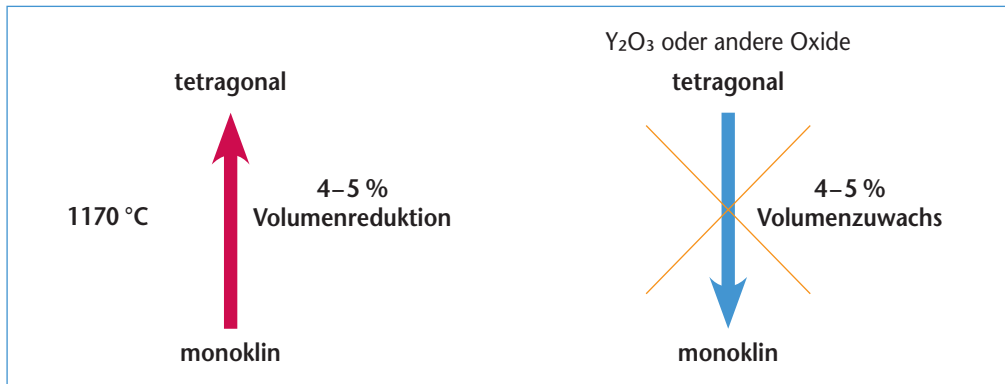 tetragonal
1170 °C
4–5 %
Volumenreduktion
monoklin
Y₂O₃ oder andere Oxide
tetragonal
4–5 %
Volumenzuwachs
monoklin